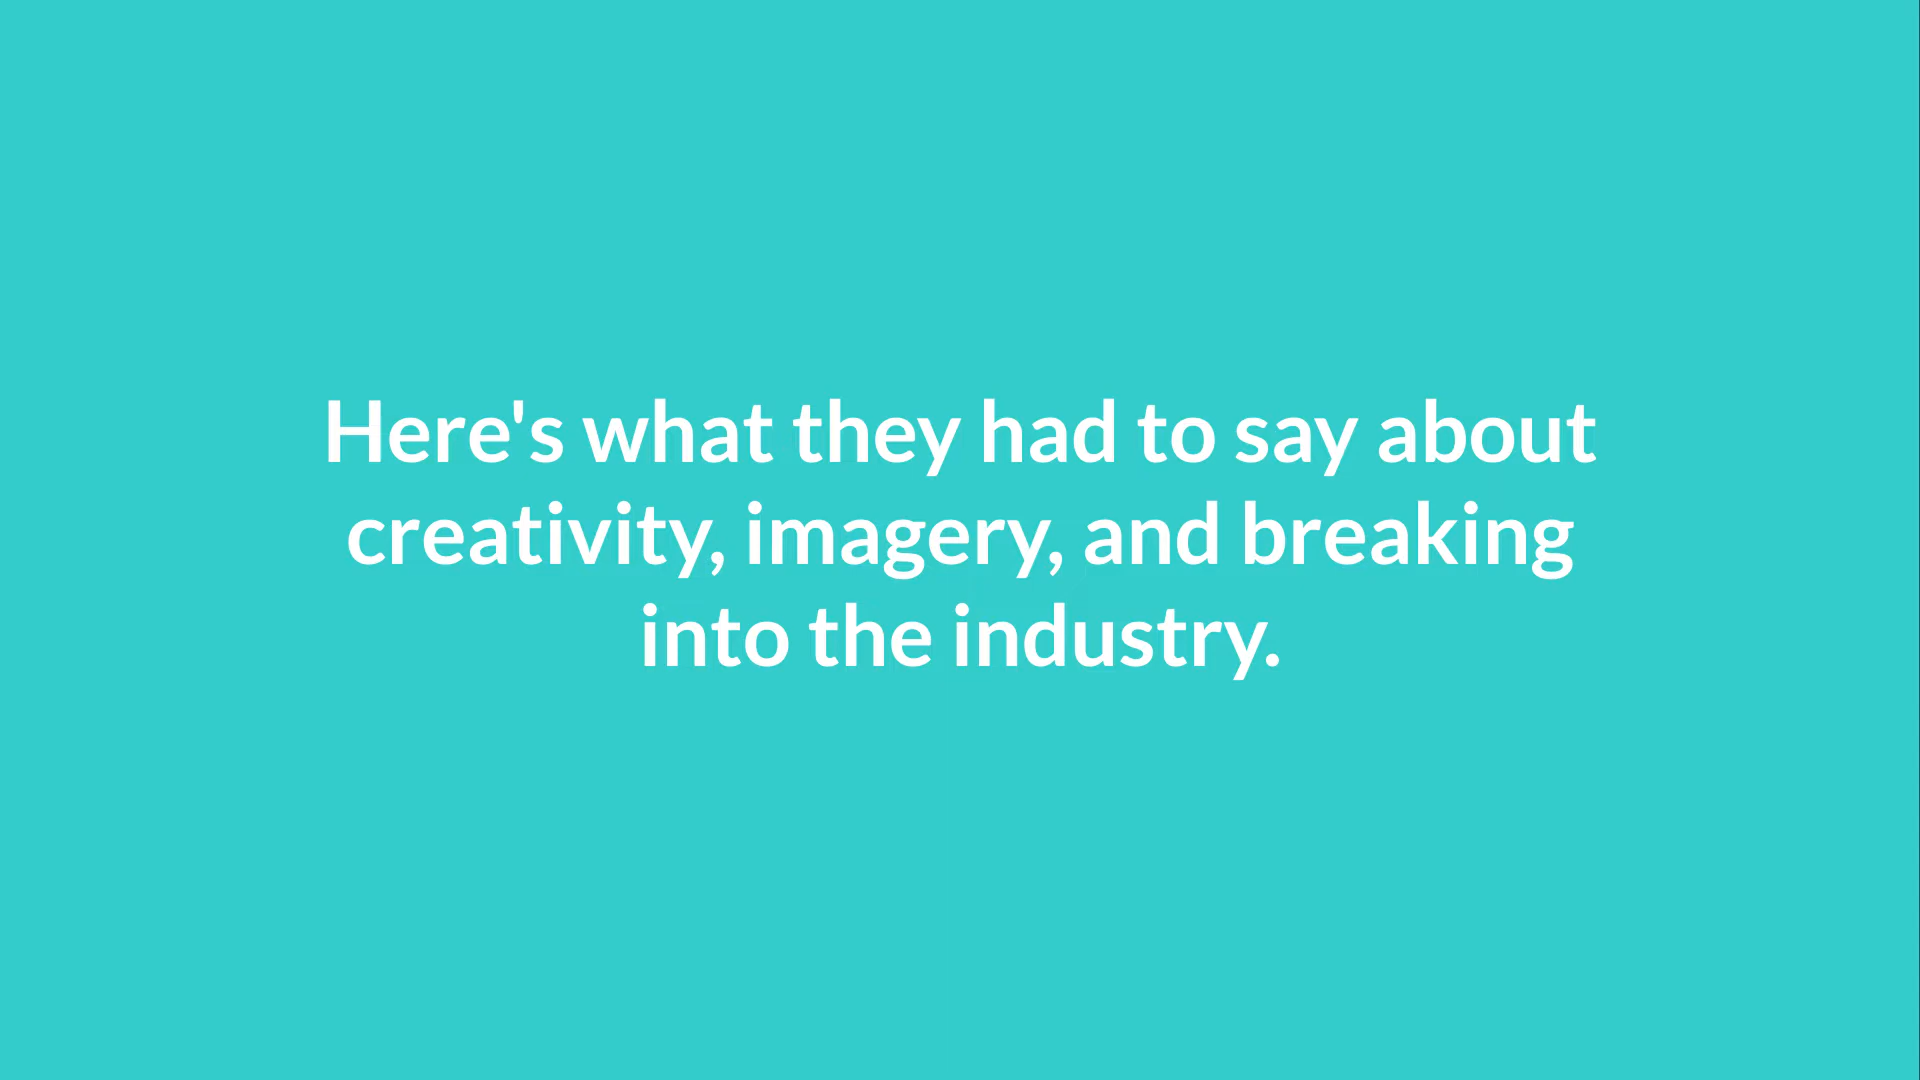 Here's what they had to say about
creativity, imagery, and breaking
into the industry.